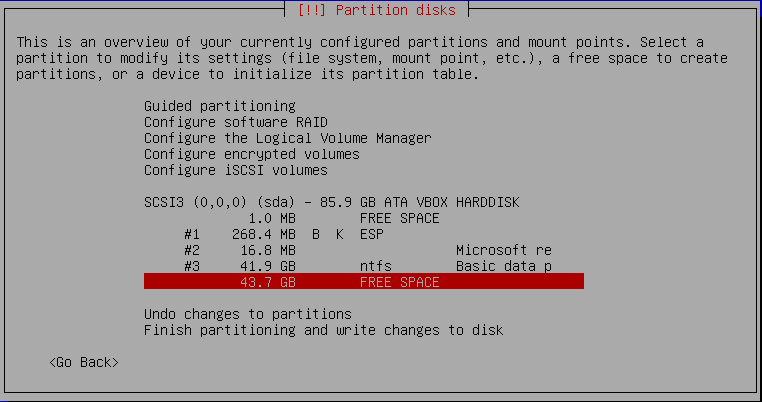 [!!] Partition disks
This is an overview of your currently configured partitions and mount points. Select a
partition to modify its settings (file system, mount point, etc.), a free space to create
partitions, or a device to initialize its partition table.
Guided partitioning
Configure software RAID
Configure the Logical Volume Manager
Configure encrypted volumes
Configure iSCSI volumes
SCSI3 (0,0,0) (sda) - 85.9 GB ATA VBOX HARDDISK
1.0 MB FREE SPACE
#1 268.4 MB B K ESP
#2 16.8 MB Microsoft re
#3 41.9 GB ntfs Basic data p
43.7 GB FREE SPACE
Undo changes to partitions
Finish partitioning and write changes to disk
<Go Back>